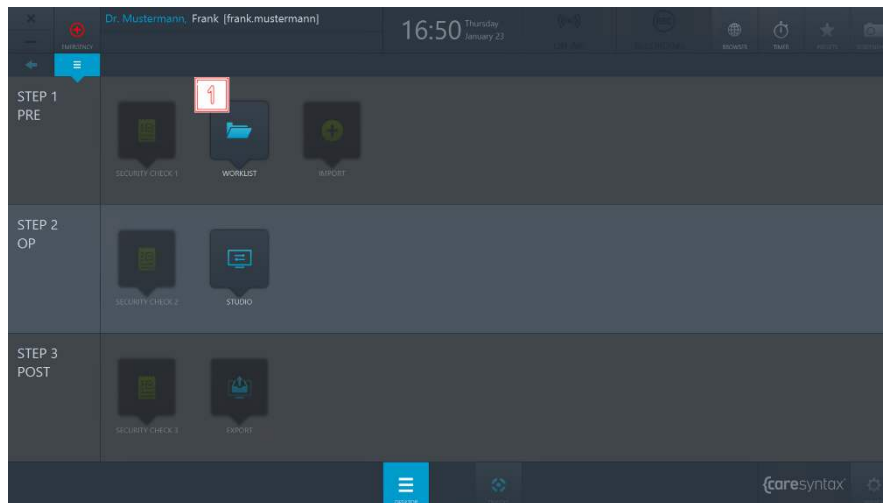 Dr. Mustermann, Frank [frank.mustermann]
16:50 Thursday
January 23
EMERGENCY
BROWSER
TIMER
STEP 1
PRE
1
SECURITY CHECK 1
WORKLIST
IMPORT
STEP 2
OP
SECURITY CHECK 2
STUDIO
STEP 3
POST
SECURITY CHECK 3
EXPORT
caresyntax